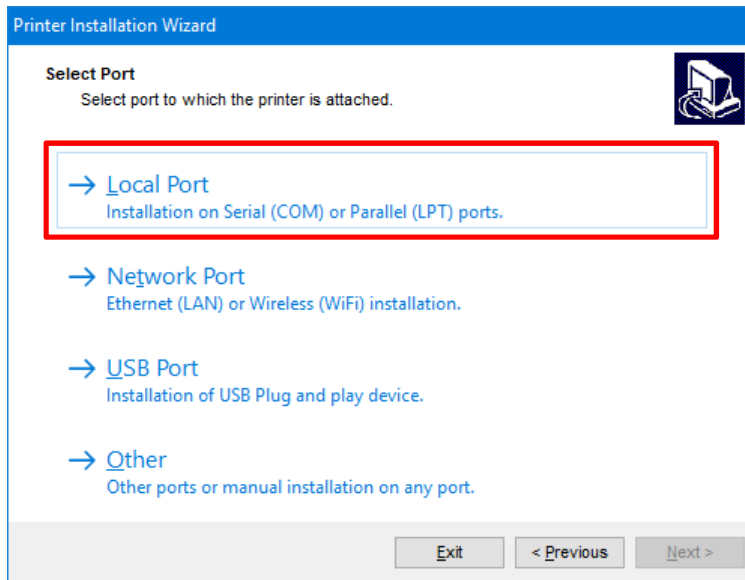 Printer Installation Wizard
Select Port
Select port to which the printer is attached.
Local Port
Installation on Serial (COM) or Parallel (LPT) ports.
Network Port
Ethernet (LAN) or Wireless (WiFi) installation.
USB Port
Installation of USB Plug and play device.
Other
Other ports or manual installation on any port.
Exit < Previous Next >